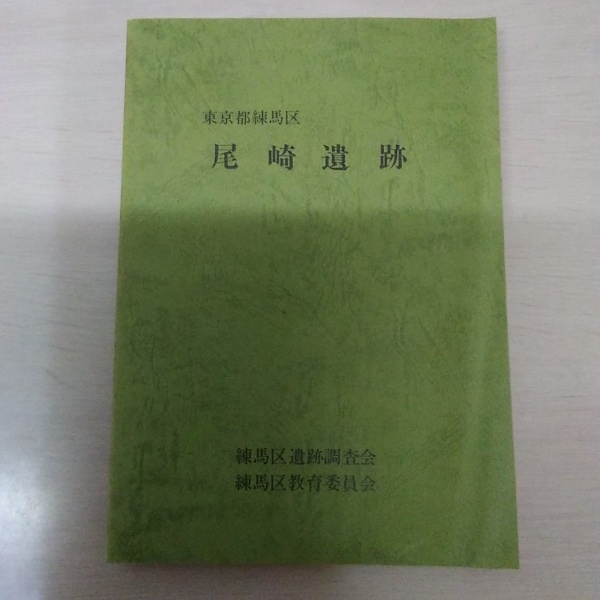 東京都練馬区
尾崎遺跡
練馬区遺跡調査会
練馬区教育委員会